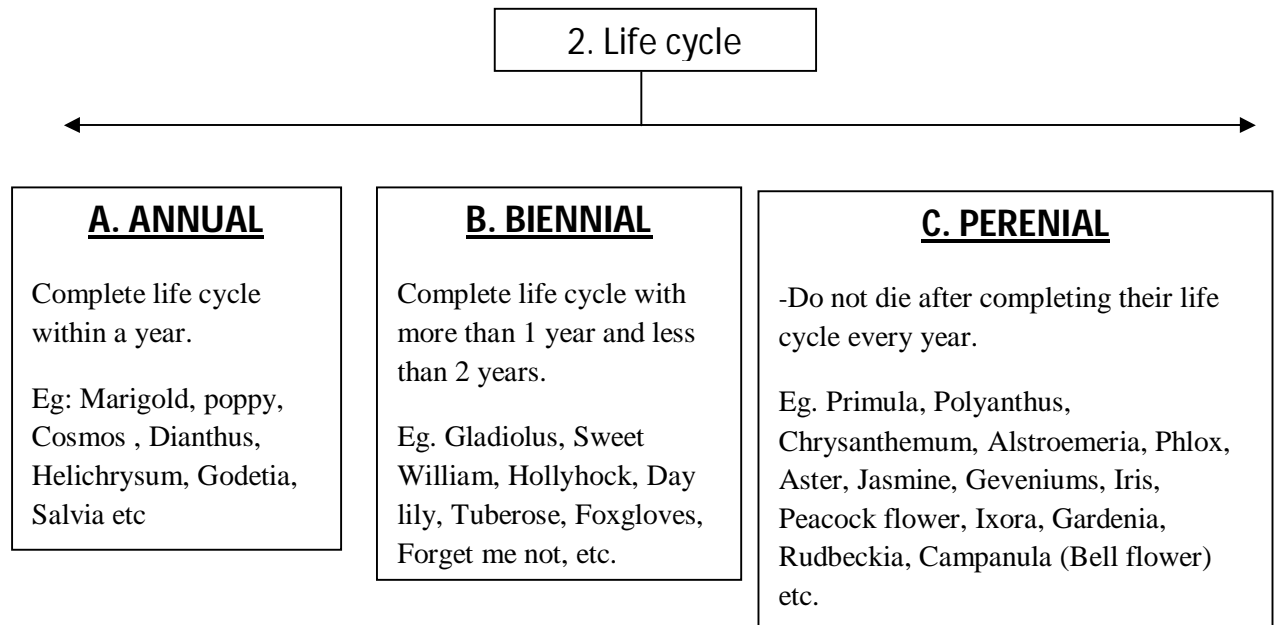 2. Life cycle
A. ANNUAL
Complete life cycle
within a year.
Eg: Marigold, poppy,
Cosmos , Dianthus,
Helichrysum, Godetia,
Salvia etc
B. BIENNIAL
Complete life cycle with
more than 1 year and less
than 2 years.
Eg. Gladiolus, Sweet
William, Hollyhock, Day
lily, Tuberose, Foxgloves,
Forget me not, etc.
C. PERENIAL
-Do not die after completing their life
cycle every year.
Eg. Primula, Polyanthus,
Chrysanthemum, Alstroemeria, Phlox,
Aster, Jasmine, Geveniums, Iris,
Peacock flower, Ixora, Gardenia,
Rudbeckia, Campanula (Bell flower)
etc.